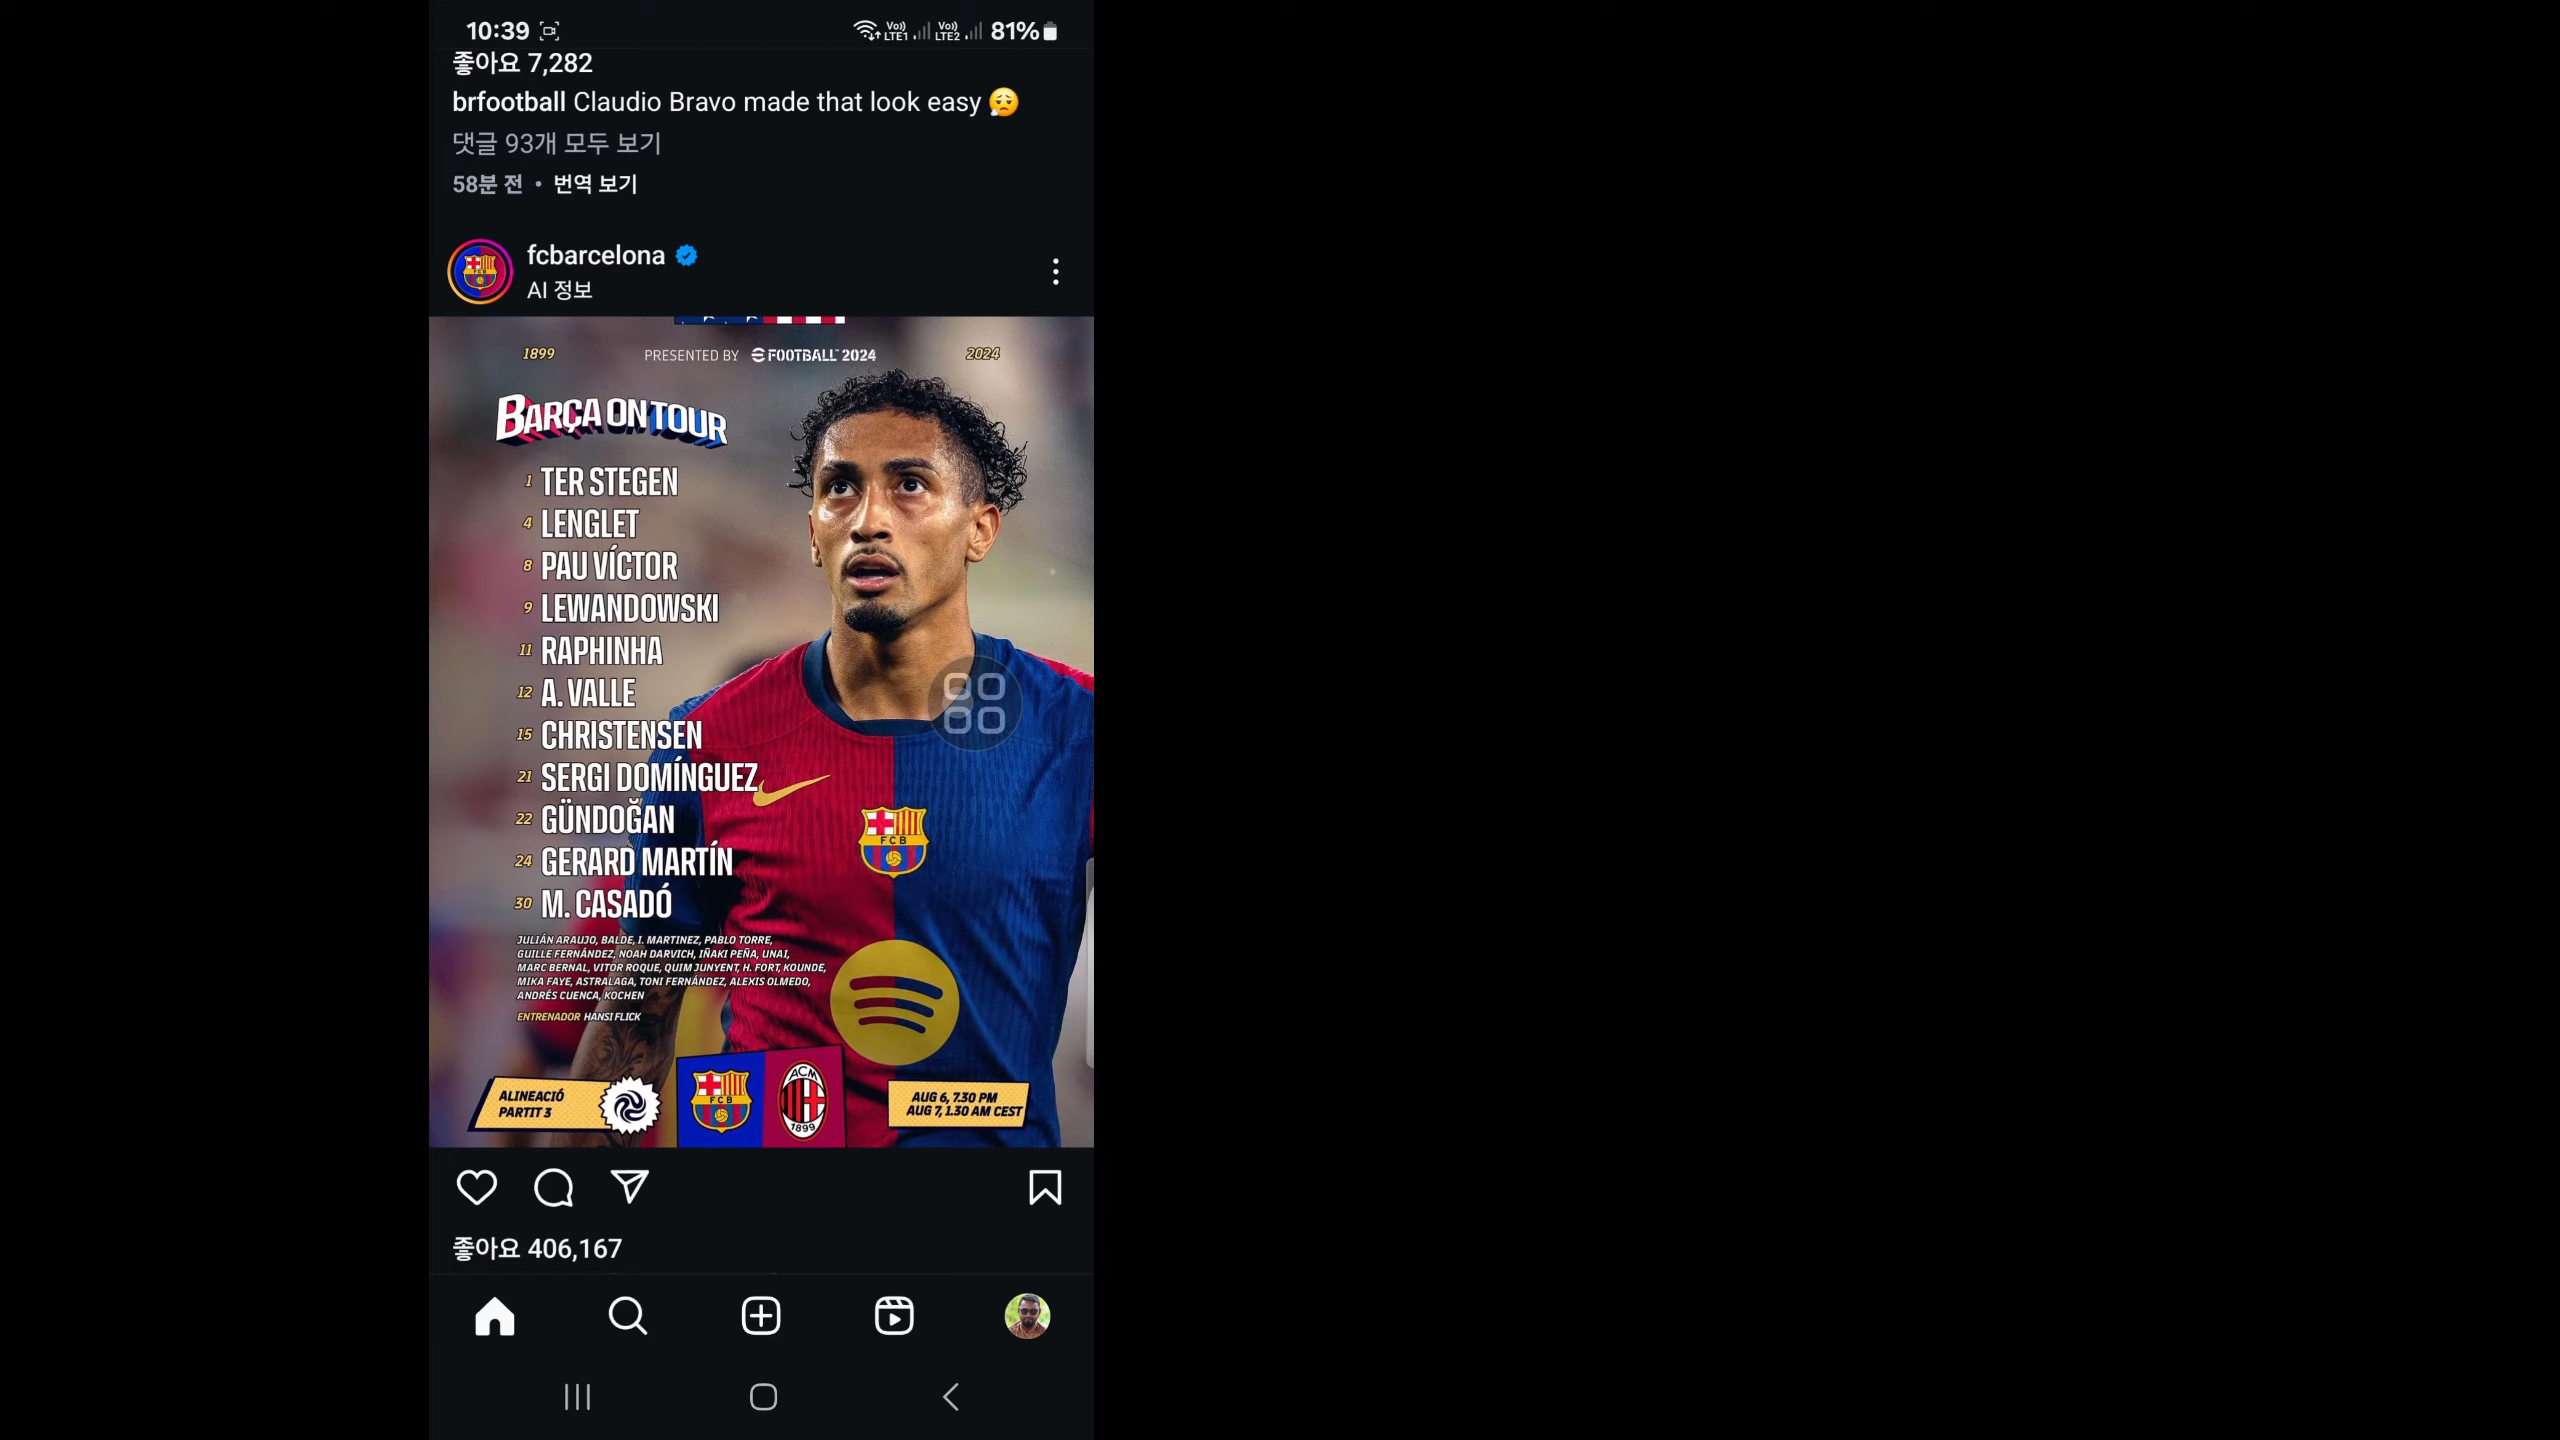 10:39
Vo)) LTE1 Vo)) LTE2 81%
좋아요 7,282
brfootball Claudio Bravo made that look easy 😮‍💨
댓글 93개 모두 보기
58분 전 • 번역 보기
fcbarcelona
AI 정보
1899 PRESENTED BY FOOTBALL 2024 2024
BARÇA ON TOUR
1 TER STEGEN
4 LENGLET
8 PAU VÍCTOR
9 LEWANDOWSKI
11 RAPHINHA
12 A. VALLE
15 CHRISTENSEN
21 SERGI DOMÍNGUEZ
22 GÜNDOĞAN
24 GERARD MARTÍN
30 M. CASADÓ
FCB
JULIÁN ARAUJO, BALDE, I. MARTINEZ, PABLO TORRE,
GUILLE FERNÁNDEZ, NOAH DARVICH, IÑAKI PEÑA, UNAI,
MARC BERNAL, VITOR ROQUE, QUIM JUNYENT, H. FORT, KOUNDE,
MIKA FAYE, ASTRALAGA, TONI FERNÁNDEZ, ALEXIS OLMEDO,
ANDRÉS CUENCA, KOCHEN
ENTRENADOR HANSI FLICK
ALINEACIÓ
PARTIT 3
FCB
ACM
1899
AUG 6, 7.30 PM
AUG 7, 1.30 AM CEST
좋아요 406,167